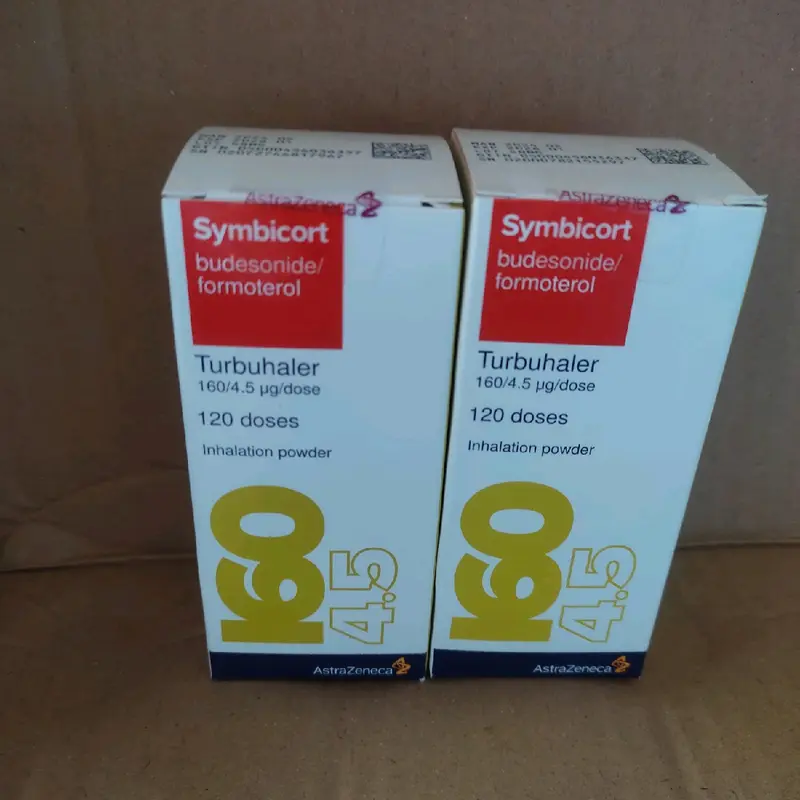 AstraZeneca
Symbicort
budesonide/
formoterol
Turbuhaler
160/4.5 µg/dose
120 doses
Inhalation powder
160
4.5
AstraZeneca
AstraZeneca
Symbicort
budesonide/
formoterol
Turbuhaler
160/4.5 µg/dose
120 doses
Inhalation powder
160
4.5
AstraZeneca